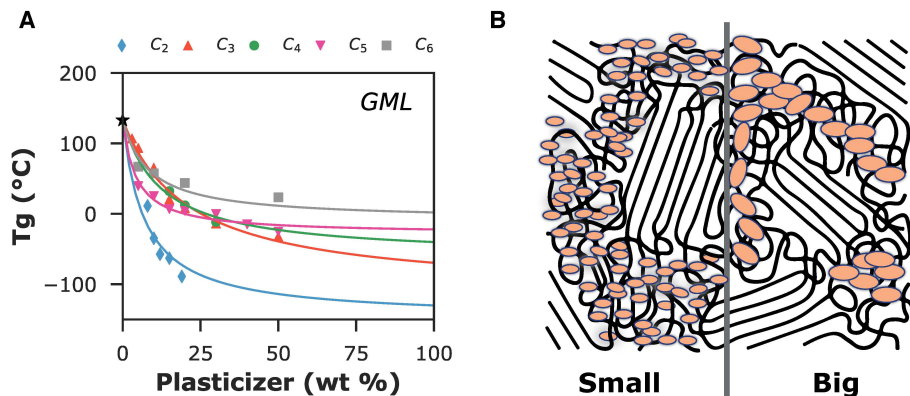 A
B
C₂ C₃ C₄ C₅ C₆
GML
200
100
0
−100
Tg (°C)
0 25 50 75 100
Plasticizer (wt %)
Small Big